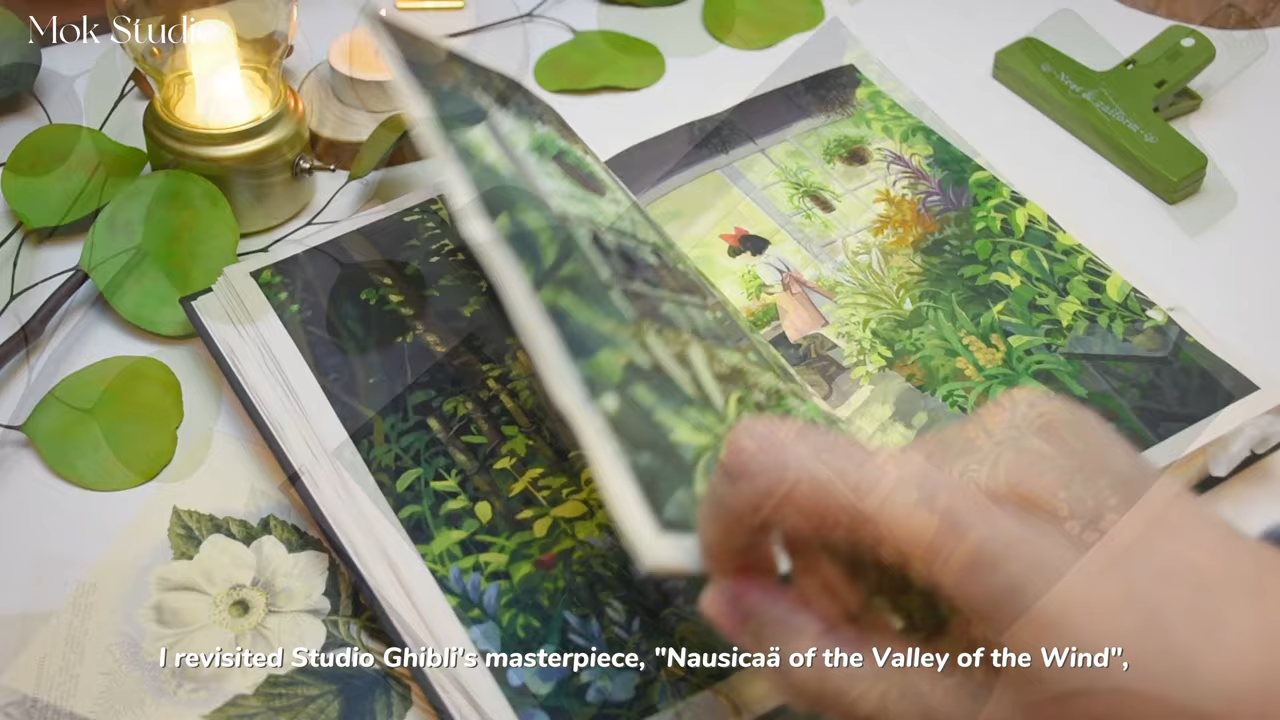 Mok Studio
I revisited Studio Ghibli's masterpiece, "Nausicaä of the Valley of the Wind",